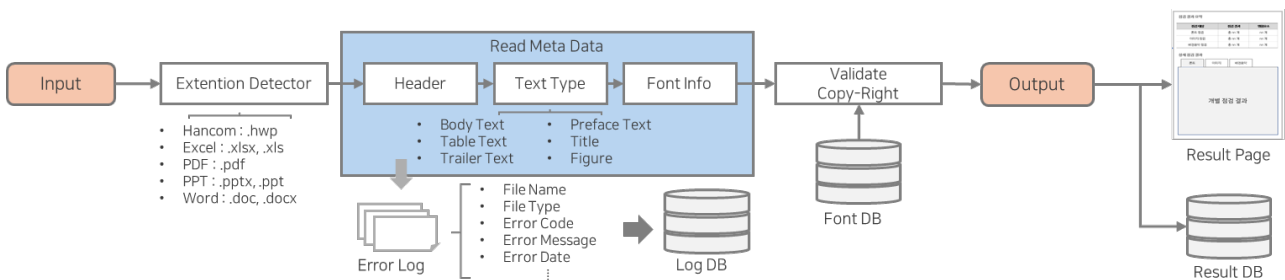 Read Meta Data
Input
Extention Detector
Header
Text Type
Font Info
Validate
Copy-Right
Output
• Hancom : .hwp
• Excel : .xlsx, .xls
• PDF : .pdf
• PPT : .pptx, .ppt
• Word : .doc, .docx
• Body Text
• Table Text
• Trailer Text
• Preface Text
• Title
• Figure
Error Log
• File Name
• File Type
• Error Code
• Error Message
• Error Date
Log DB
Font DB
개별 점검 결과
Result Page
Result DB